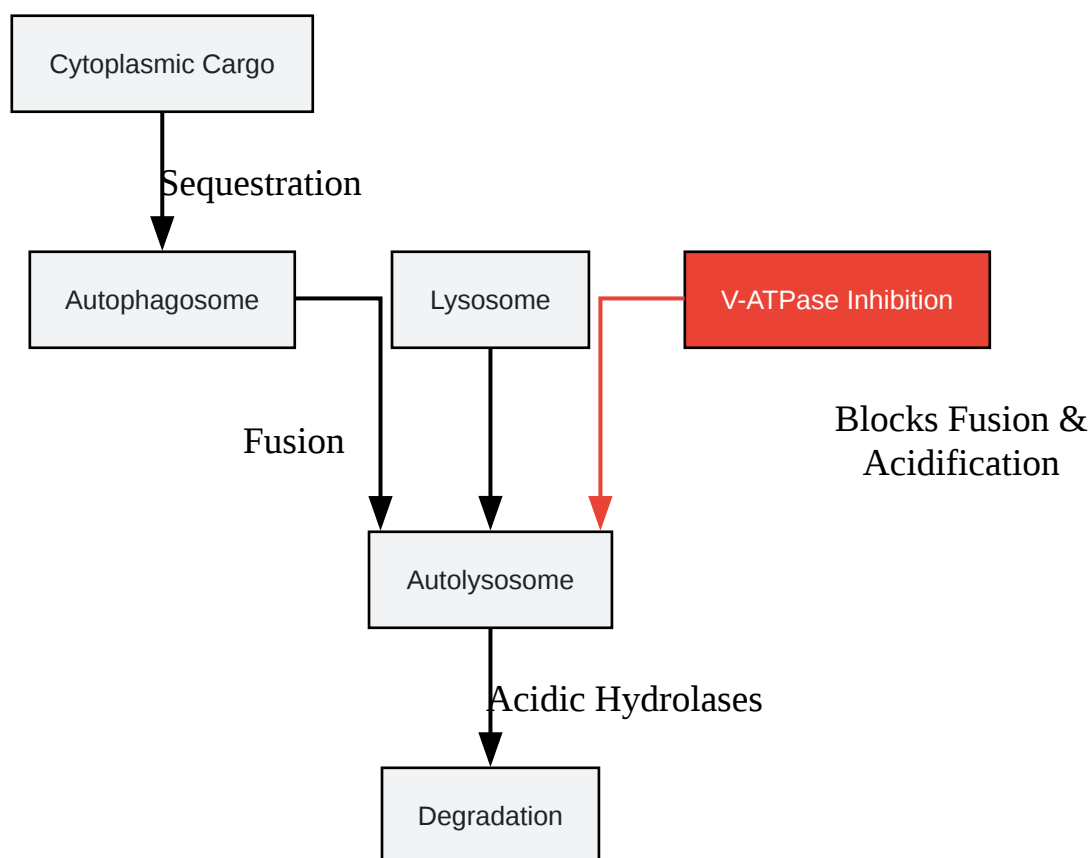 Cytoplasmic Cargo
Sequestration
Autophagosome
Lysosome
V-ATPase Inhibition
Fusion
Blocks Fusion &
Acidification
Autolysosome
Acidic Hydrolases
Degradation